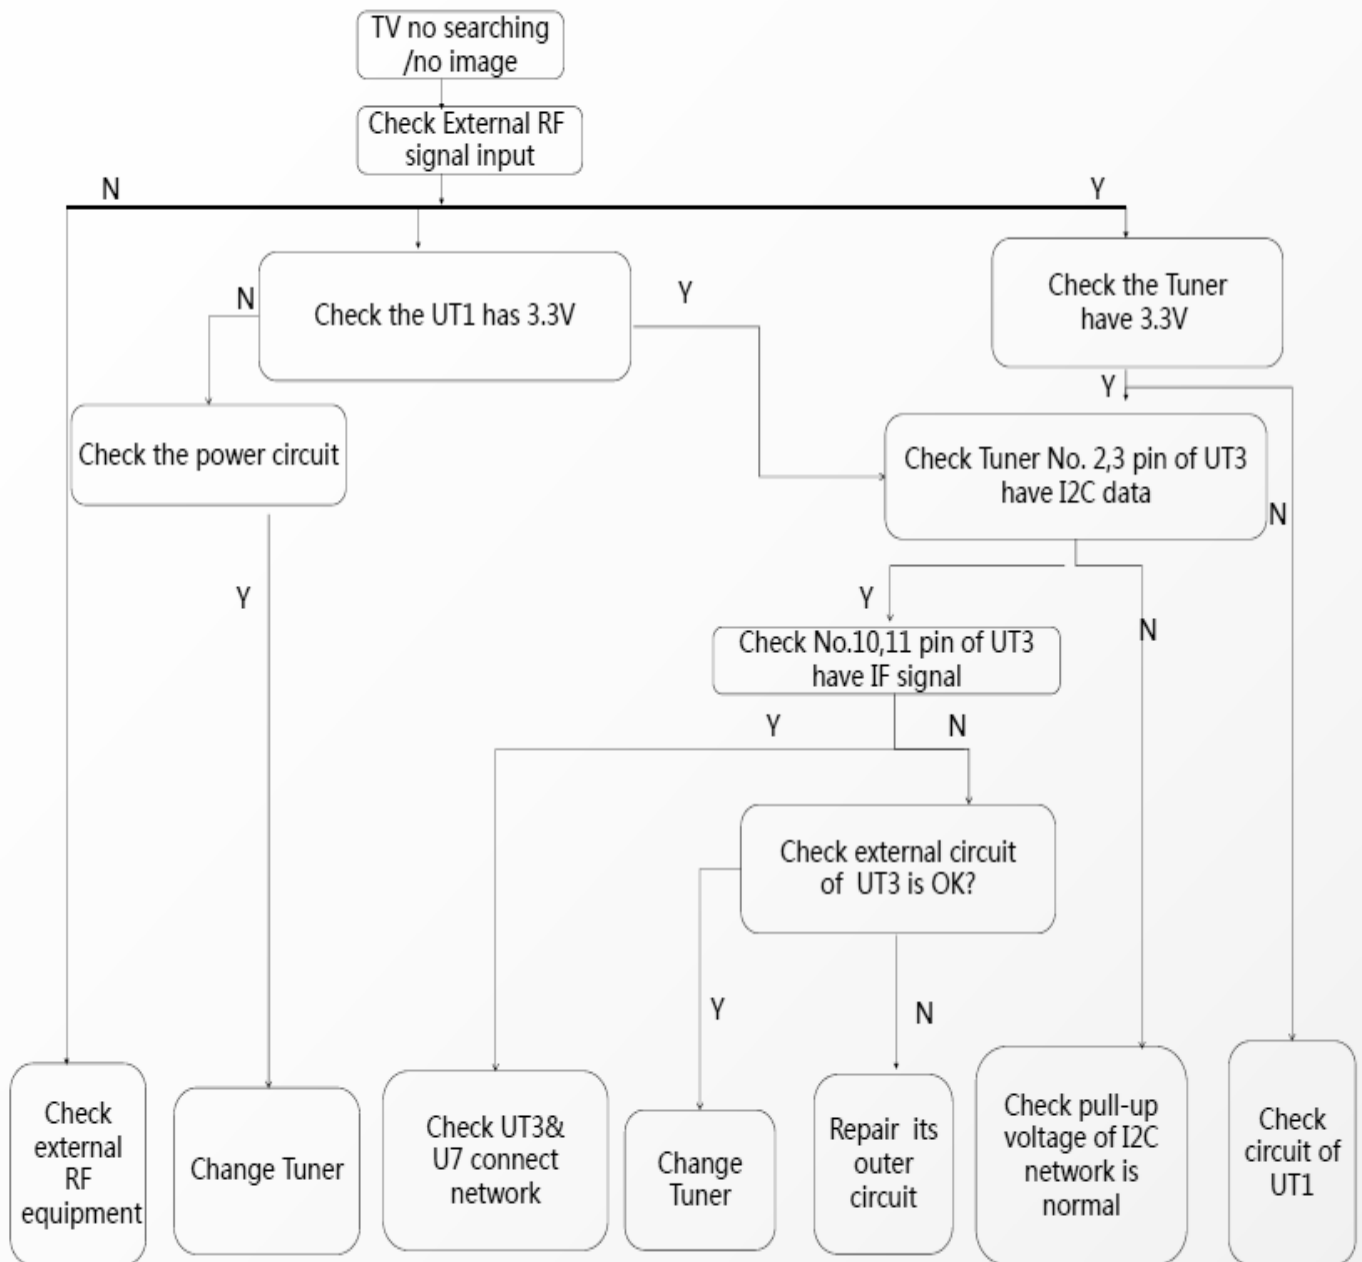 TV no searching
/no image
Check External RF
signal input
N
Y
Check the UT1 has 3.3V
N
Y
Check the Tuner
have 3.3V
Y
N
Check the power circuit
Y
Check Tuner No. 2,3 pin of UT3
have I2C data
Y
N
Check No.10,11 pin of UT3
have IF signal
Y
N
Check external circuit
of UT3 is OK?
Y
N
Check
external
RF
equipment
Change Tuner
Check UT3&
U7 connect
network
Change
Tuner
Repair its
outer
circuit
Check pull-up
voltage of I2C
network is
normal
Check
circuit of
UT1